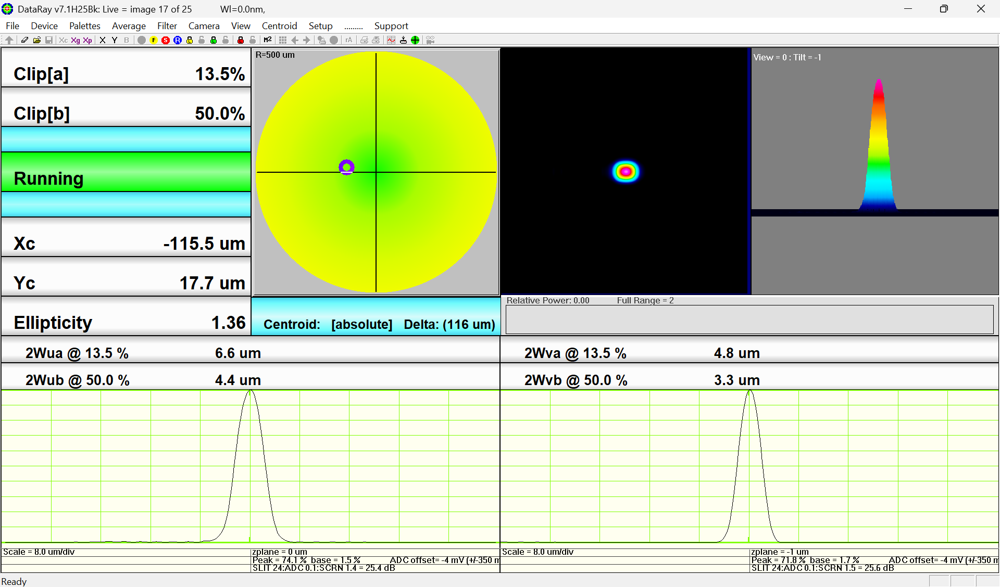 DataRay v7.1H25Bk: Live = image 17 of 25 Wl=0.0nm,
File Device Palettes Average Filter Camera View Centroid Setup ......... Support
Xc Xg Xp X Y B F S R L L M² rA
Clip[a] 13.5%
Clip[b] 50.0%
Running
Xc -115.5 um
Yc 17.7 um
Ellipticity 1.36
R=500 um
View = 0 : Tilt = -1
Centroid: [absolute] Delta: (116 um)
Relative Power: 0.00 Full Range = 2
2Wua @ 13.5 % 6.6 um
2Wub @ 50.0 % 4.4 um
2Wva @ 13.5 % 4.8 um
2Wvb @ 50.0 % 3.3 um
Scale = 8.0 um/div
zplane = 0 um
Peak = 74.1 % base = 1.5 % ADC offset= -4 mV (+/-350 m
SLIT 24:ADC 0.1:SCRN 1.4 = 25.4 dB
Scale = 8.0 um/div
zplane = -1 um
Peak = 71.8 % base = 1.7 % ADC offset= -4 mV (+/-350 m
SLIT 24:ADC 0.1:SCRN 1.5 = 25.6 dB
Ready